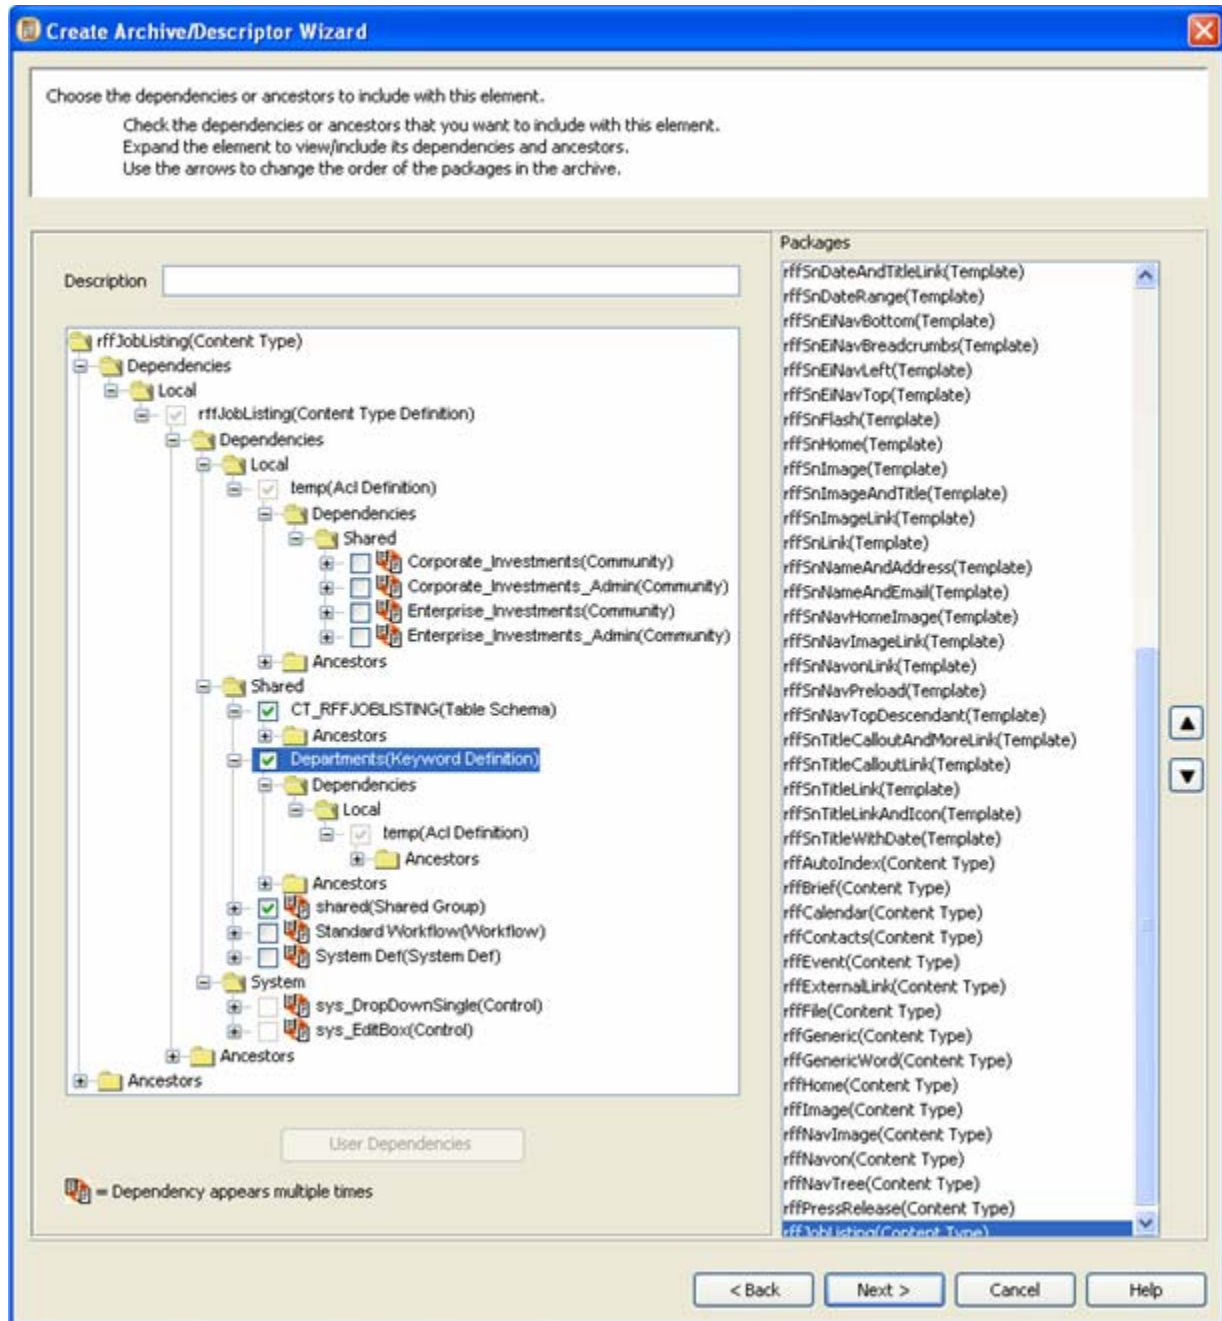 Create Archive/Descriptor Wizard
Choose the dependencies or ancestors to include with this element.
Check the dependencies or ancestors that you want to include with this element.
Expand the element to view/include its dependencies and ancestors.
Use the arrows to change the order of the packages in the archive.
Description
rffJobListing(Content Type)
Dependencies
Local
rffJobListing(Content Type Definition)
Dependencies
Local
temp(Acl Definition)
Dependencies
Shared
Corporate_Investments(Community)
Corporate_Investments_Admin(Community)
Enterprise_Investments(Community)
Enterprise_Investments_Admin(Community)
Ancestors
Shared
CT_RFFJOBLISTING(Table Schema)
Ancestors
Departments(Keyword Definition)
Dependencies
Local
temp(Acl Definition)
Ancestors
Ancestors
shared(Shared Group)
Standard Workflow(Workflow)
System Def(System Def)
System
sys_DropDownSingle(Control)
sys_EditBox(Control)
Ancestors
Ancestors
User Dependencies
= Dependency appears multiple times
Packages
rffSnDateAndTitleLink(Template)
rffSnDateRange(Template)
rffSnEiNavBottom(Template)
rffSnEiNavBreadcrumbs(Template)
rffSnEiNavLeft(Template)
rffSnEiNavTop(Template)
rffSnFlash(Template)
rffSnHome(Template)
rffSnImage(Template)
rffSnImageAndTitle(Template)
rffSnImageLink(Template)
rffSnLink(Template)
rffSnNameAndAddress(Template)
rffSnNameAndEmail(Template)
rffSnNavHomeImage(Template)
rffSnNavImageLink(Template)
rffSnNavonLink(Template)
rffSnNavPreload(Template)
rffSnNavTopDescendant(Template)
rffSnTitleCalloutAndMoreLink(Template)
rffSnTitleCalloutLink(Template)
rffSnTitleLink(Template)
rffSnTitleLinkAndIcon(Template)
rffSnTitleWithDate(Template)
rffAutoIndex(Content Type)
rffBrief(Content Type)
rffCalendar(Content Type)
rffContacts(Content Type)
rffEvent(Content Type)
rffExternalLink(Content Type)
rffFile(Content Type)
rffGeneric(Content Type)
rffGenericWord(Content Type)
rffHome(Content Type)
rffImage(Content Type)
rffNavImage(Content Type)
rffNavon(Content Type)
rffNavTree(Content Type)
rffPressRelease(Content Type)
rffJobListing(Content Type)
< Back
Next >
Cancel
Help